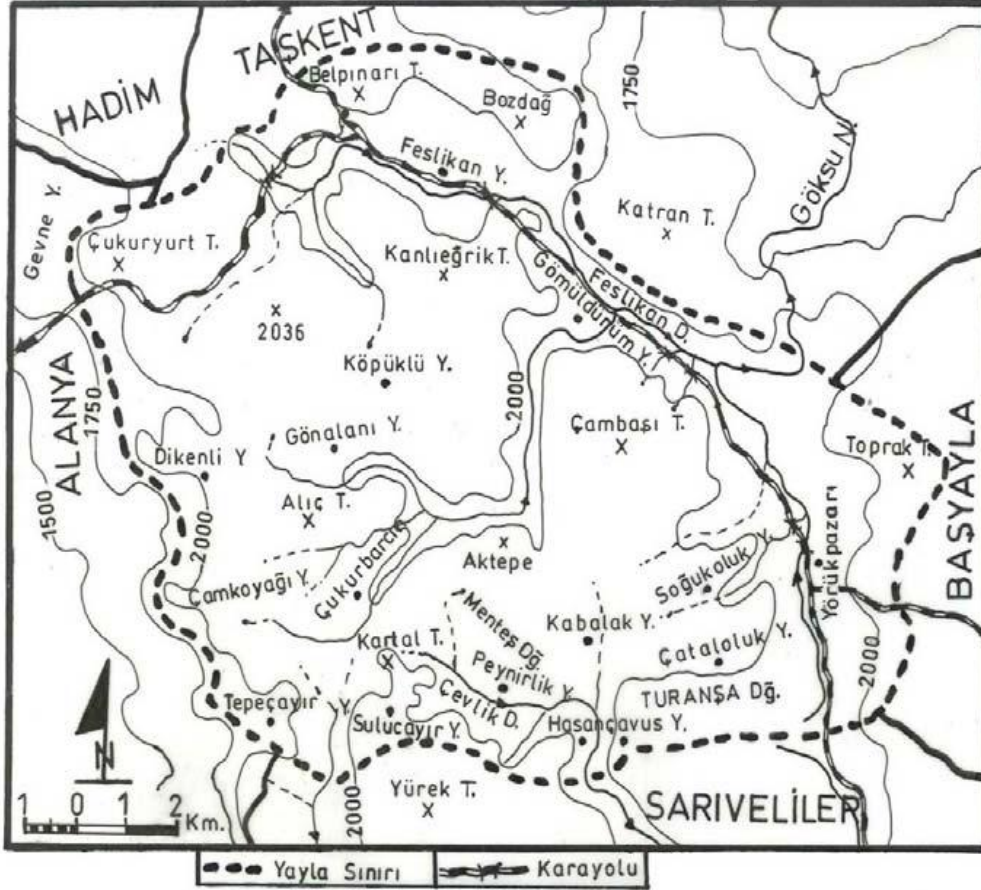 TAŞKENT
HADİM
Belpınarı T.
Bozdağ
1750
Göksu N.
Feslikan Y.
Gevne Y.
Çukuryurt T.
Kanlıeğrik T.
Katran T.
2036
Gömüldürüm Y.
Feslikan D.
Köpüklü Y.
2000
ALANYA
1750
Gönalanı Y.
Çambaşı T.
Toprak T.
BAŞYAYLA
Dikenli Y
1500
2000
Alıç T.
Aktepe
Yörükpazarı
Camkoyağı Y.
Çukurbarcın
Soğukoluk Y.
Menteş Dğ.
Kabalak Y.
Kartal T.
Çataloluk Y.
2000
Peynirlik Y.
TURANŞA Dğ.
Tepeçayır Y.
Sulucayır Y.
Çevlik D.
Hasançavuş Y.
N
2000
Yürek T.
SARIVELİLER
1 0 1 2
Km.
Yayla Sınırı
Karayolu